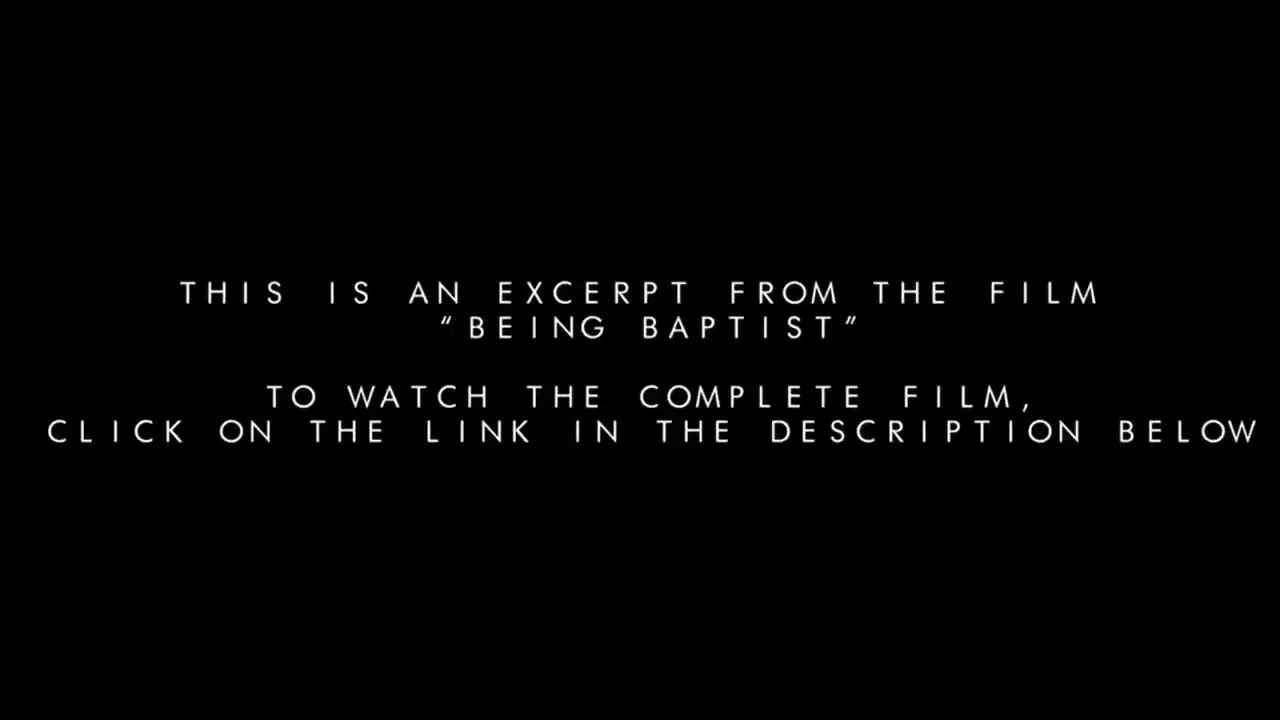 THIS IS AN EXCERPT FROM THE FILM
“BEING BAPTIST”
TO WATCH THE COMPLETE FILM,
CLICK ON THE LINK IN THE DESCRIPTION BELOW